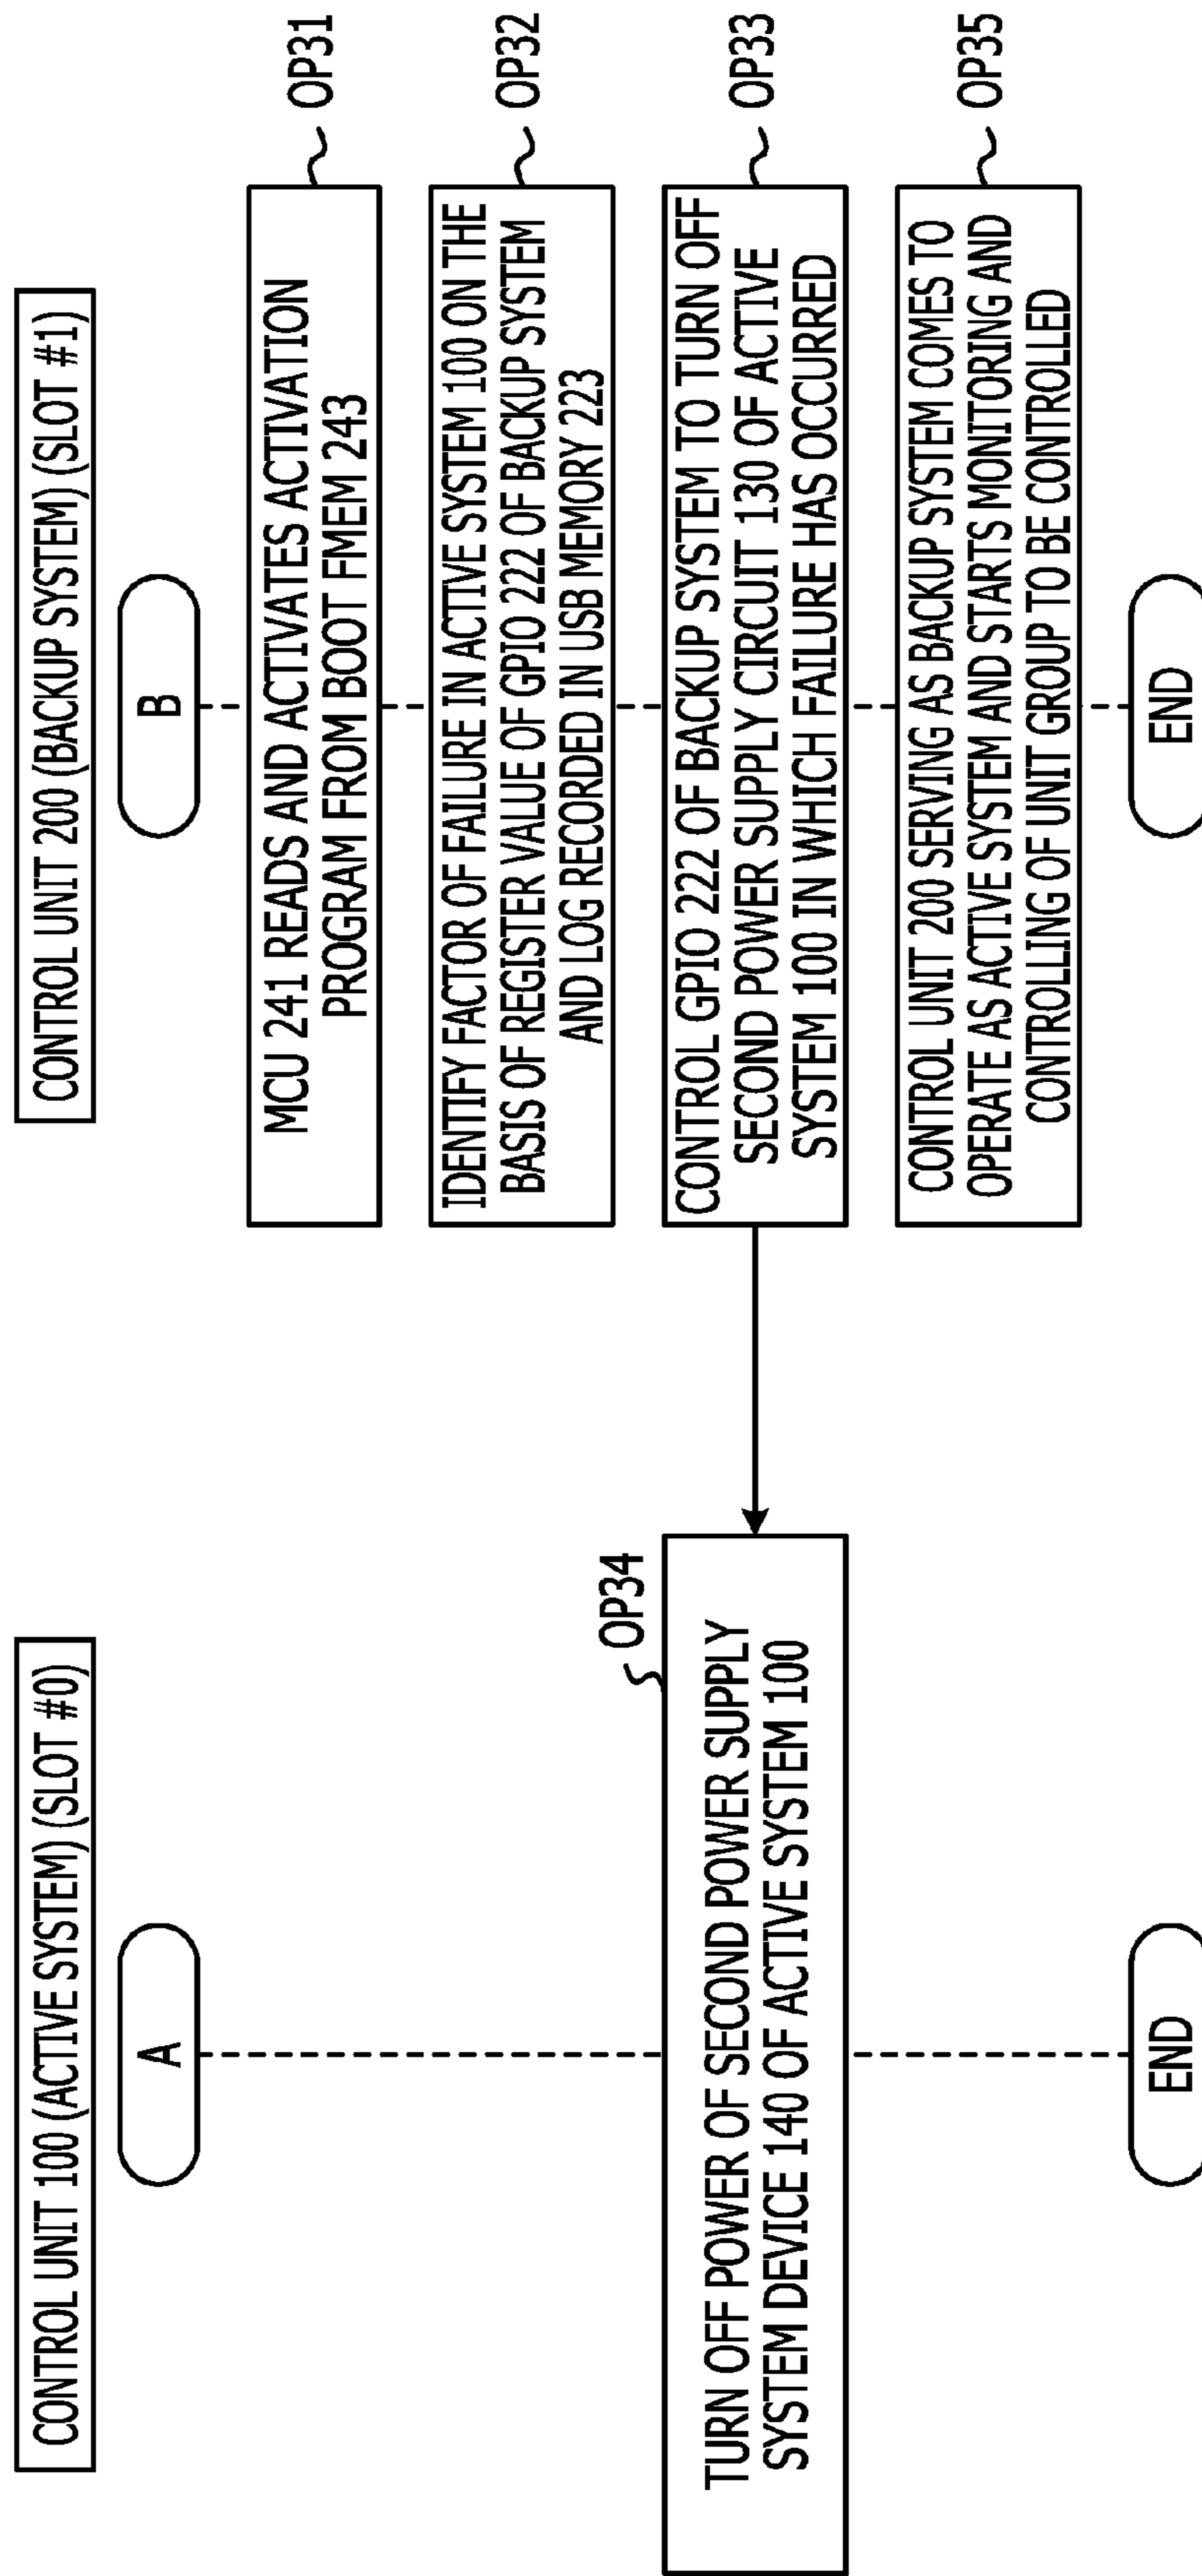 CONTROL UNIT 100 (ACTIVE SYSTEM) (SLOT #0)
CONTROL UNIT 200 (BACKUP SYSTEM) (SLOT #1)
A
B
MCU 241 READS AND ACTIVATES ACTIVATION
PROGRAM FROM BOOT FMEM 243
OP31
IDENTIFY FACTOR OF FAILURE IN ACTIVE SYSTEM 100 ON THE
BASIS OF REGISTER VALUE OF GPIO 222 OF BACKUP SYSTEM
AND LOG RECORDED IN USB MEMORY 223
OP32
CONTROL GPIO 222 OF BACKUP SYSTEM TO TURN OFF
SECOND POWER SUPPLY CIRCUIT 130 OF ACTIVE
SYSTEM 100 IN WHICH FAILURE HAS OCCURRED
OP33
OP34
TURN OFF POWER OF SECOND POWER SUPPLY
SYSTEM DEVICE 140 OF ACTIVE SYSTEM 100
CONTROL UNIT 200 SERVING AS BACKUP SYSTEM COMES TO
OPERATE AS ACTIVE SYSTEM AND STARTS MONITORING AND
CONTROLLING OF UNIT GROUP TO BE CONTROLLED
OP35
END
END